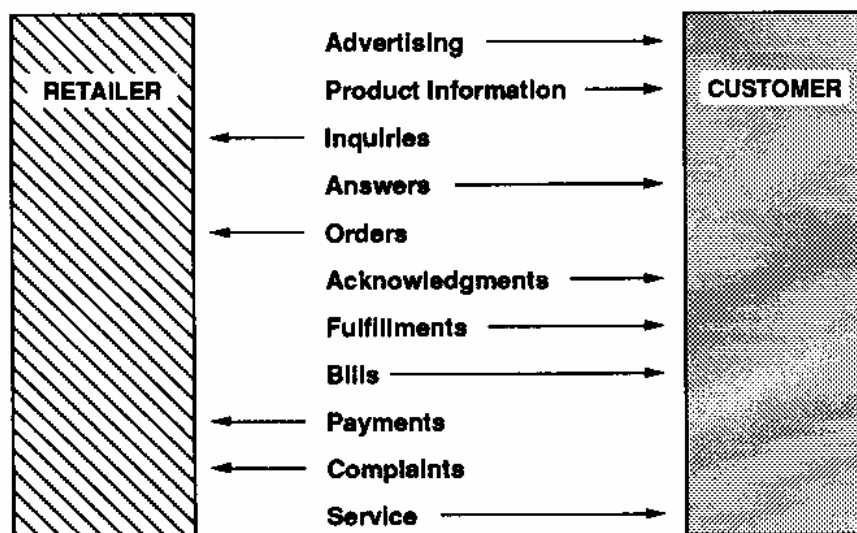 Advertising
RETAILER
Product Information
CUSTOMER
Inquiries
Answers
Orders
Acknowledgments
Fulfillments
Bills
Payments
Complaints
Service